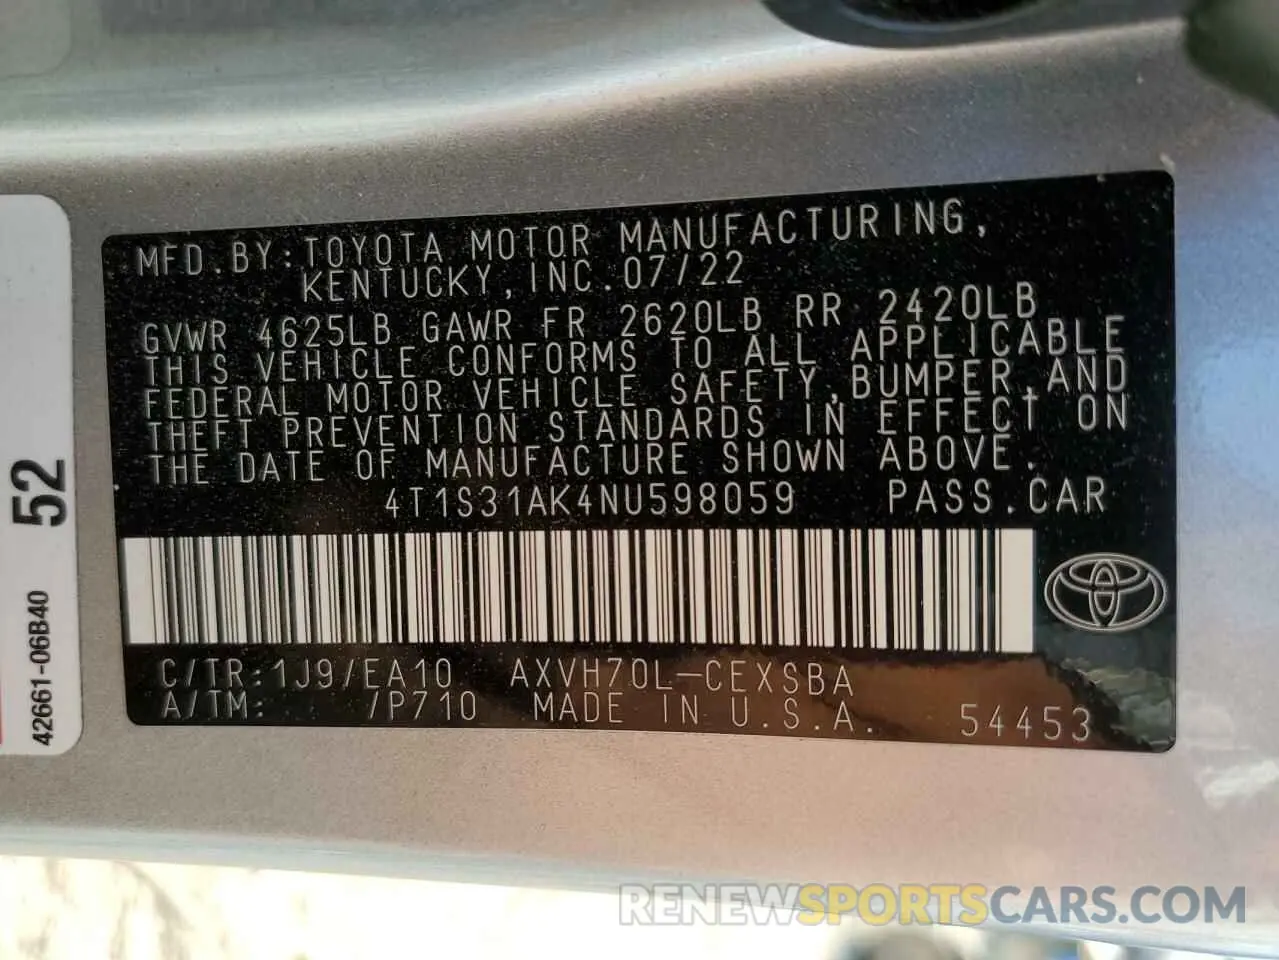 MFD.BY:TOYOTA MOTOR MANUFACTURING,
KENTUCKY,INC.07/22
GVWR 4625LB GAWR FR 2620LB RR 2420LB
THIS VEHICLE CONFORMS TO ALL APPLICABLE
FEDERAL MOTOR VEHICLE SAFETY,BUMPER,AND
THEFT PREVENTION STANDARDS IN EFFECT ON
THE DATE OF MANUFACTURE SHOWN ABOVE.
4T1S31AK4NU598059 PASS.CAR
C/TR:1J9/EA10 AXVH70L-CEXSBA
A/TM: /P710 MADE IN U.S.A. 54453
52
42661-06B40
RENEWSPORTSCARS.COM